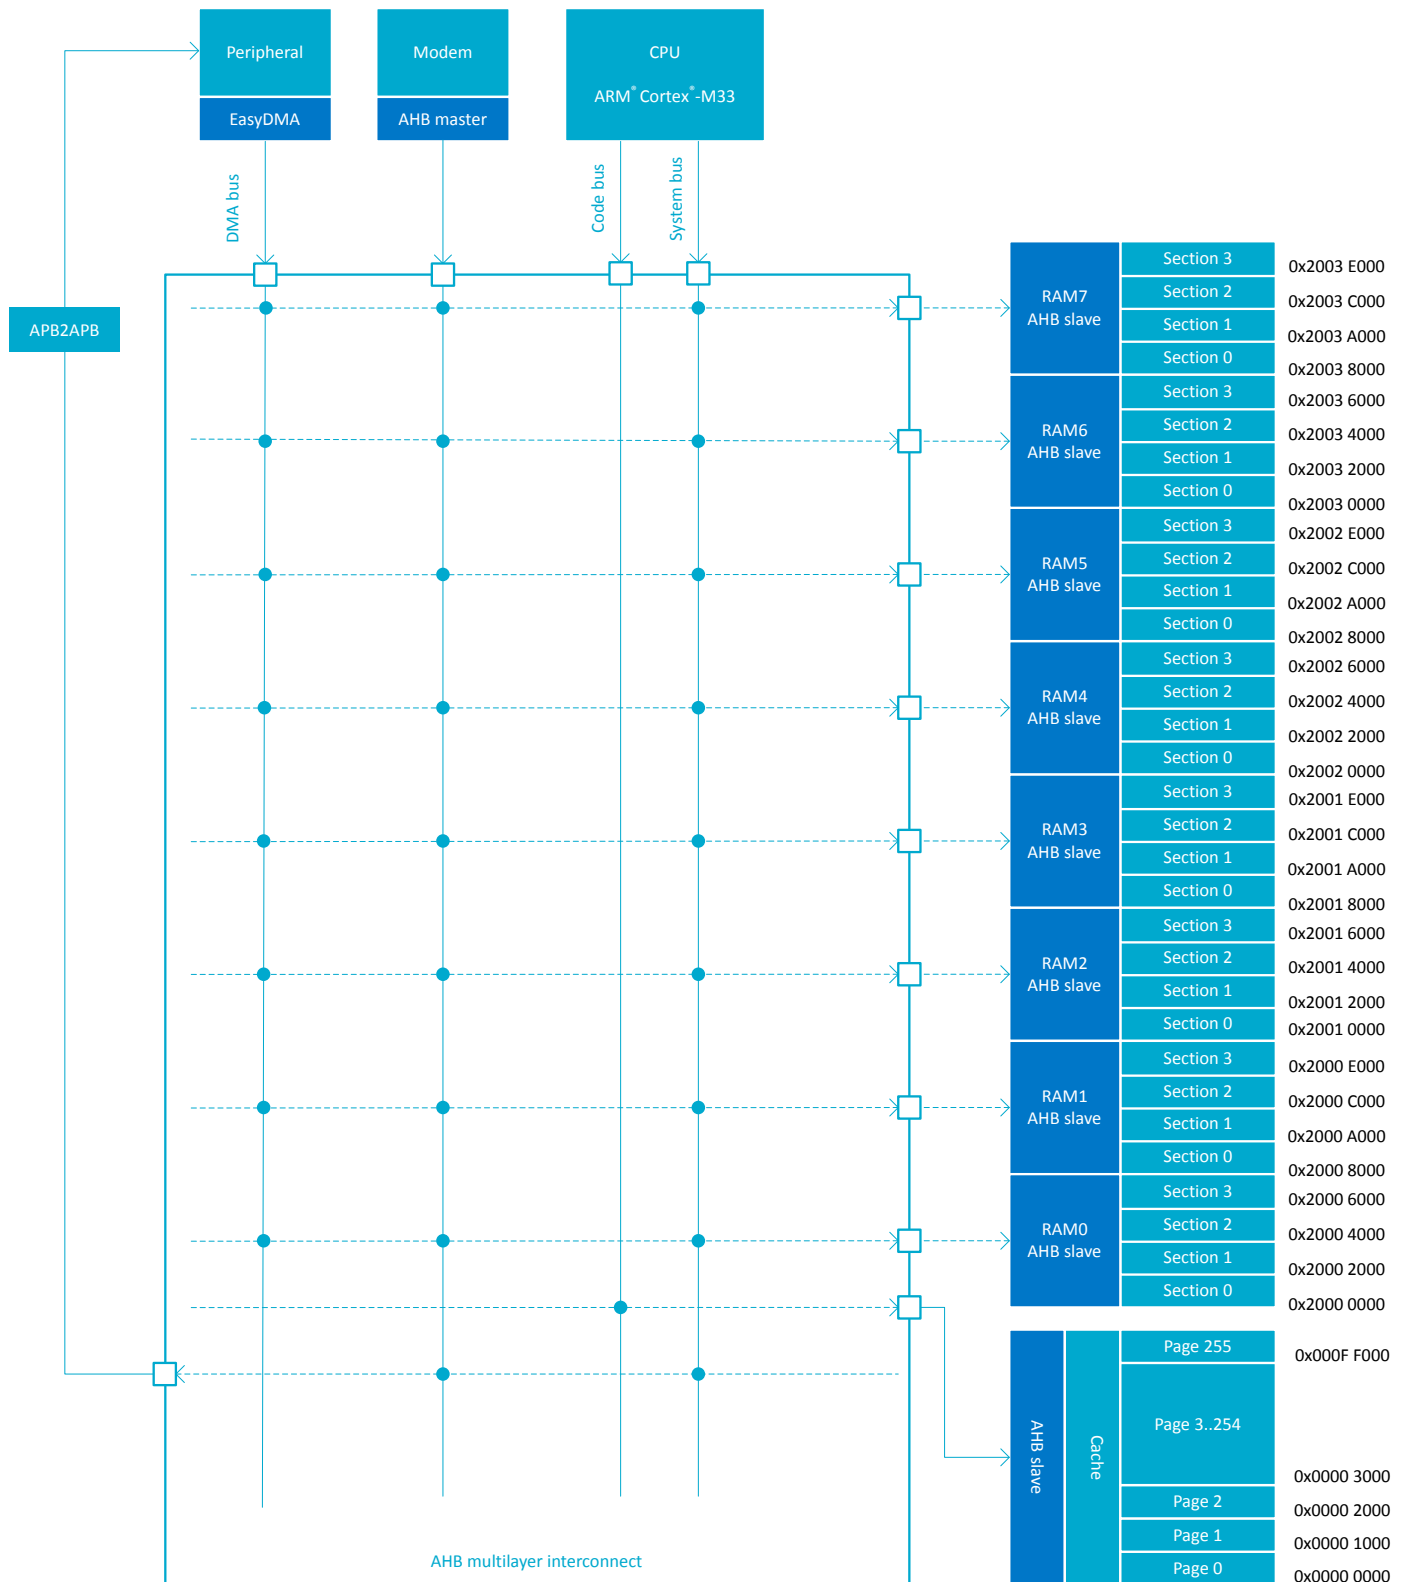 Peripheral
EasyDMA
Modem
AHB master
CPU
ARM® Cortex®-M33
DMA bus
Code bus
System bus
APB2APB
RAM7
AHB slave
Section 3
0x2003 E000
Section 2
0x2003 C000
Section 1
0x2003 A000
Section 0
0x2003 8000
RAM6
AHB slave
Section 3
0x2003 6000
Section 2
0x2003 4000
Section 1
0x2003 2000
Section 0
0x2003 0000
RAM5
AHB slave
Section 3
0x2002 E000
Section 2
0x2002 C000
Section 1
0x2002 A000
Section 0
0x2002 8000
RAM4
AHB slave
Section 3
0x2002 6000
Section 2
0x2002 4000
Section 1
0x2002 2000
Section 0
0x2002 0000
RAM3
AHB slave
Section 3
0x2001 E000
Section 2
0x2001 C000
Section 1
0x2001 A000
Section 0
0x2001 8000
RAM2
AHB slave
Section 3
0x2001 6000
Section 2
0x2001 4000
Section 1
0x2001 2000
Section 0
0x2001 0000
RAM1
AHB slave
Section 3
0x2000 E000
Section 2
0x2000 C000
Section 1
0x2000 A000
Section 0
0x2000 8000
RAM0
AHB slave
Section 3
0x2000 6000
Section 2
0x2000 4000
Section 1
0x2000 2000
Section 0
0x2000 0000
AHB slave
Cache
Page 255
0x000F F000
Page 3..254
0x0000 3000
Page 2
0x0000 2000
Page 1
0x0000 1000
Page 0
0x0000 0000
AHB multilayer interconnect